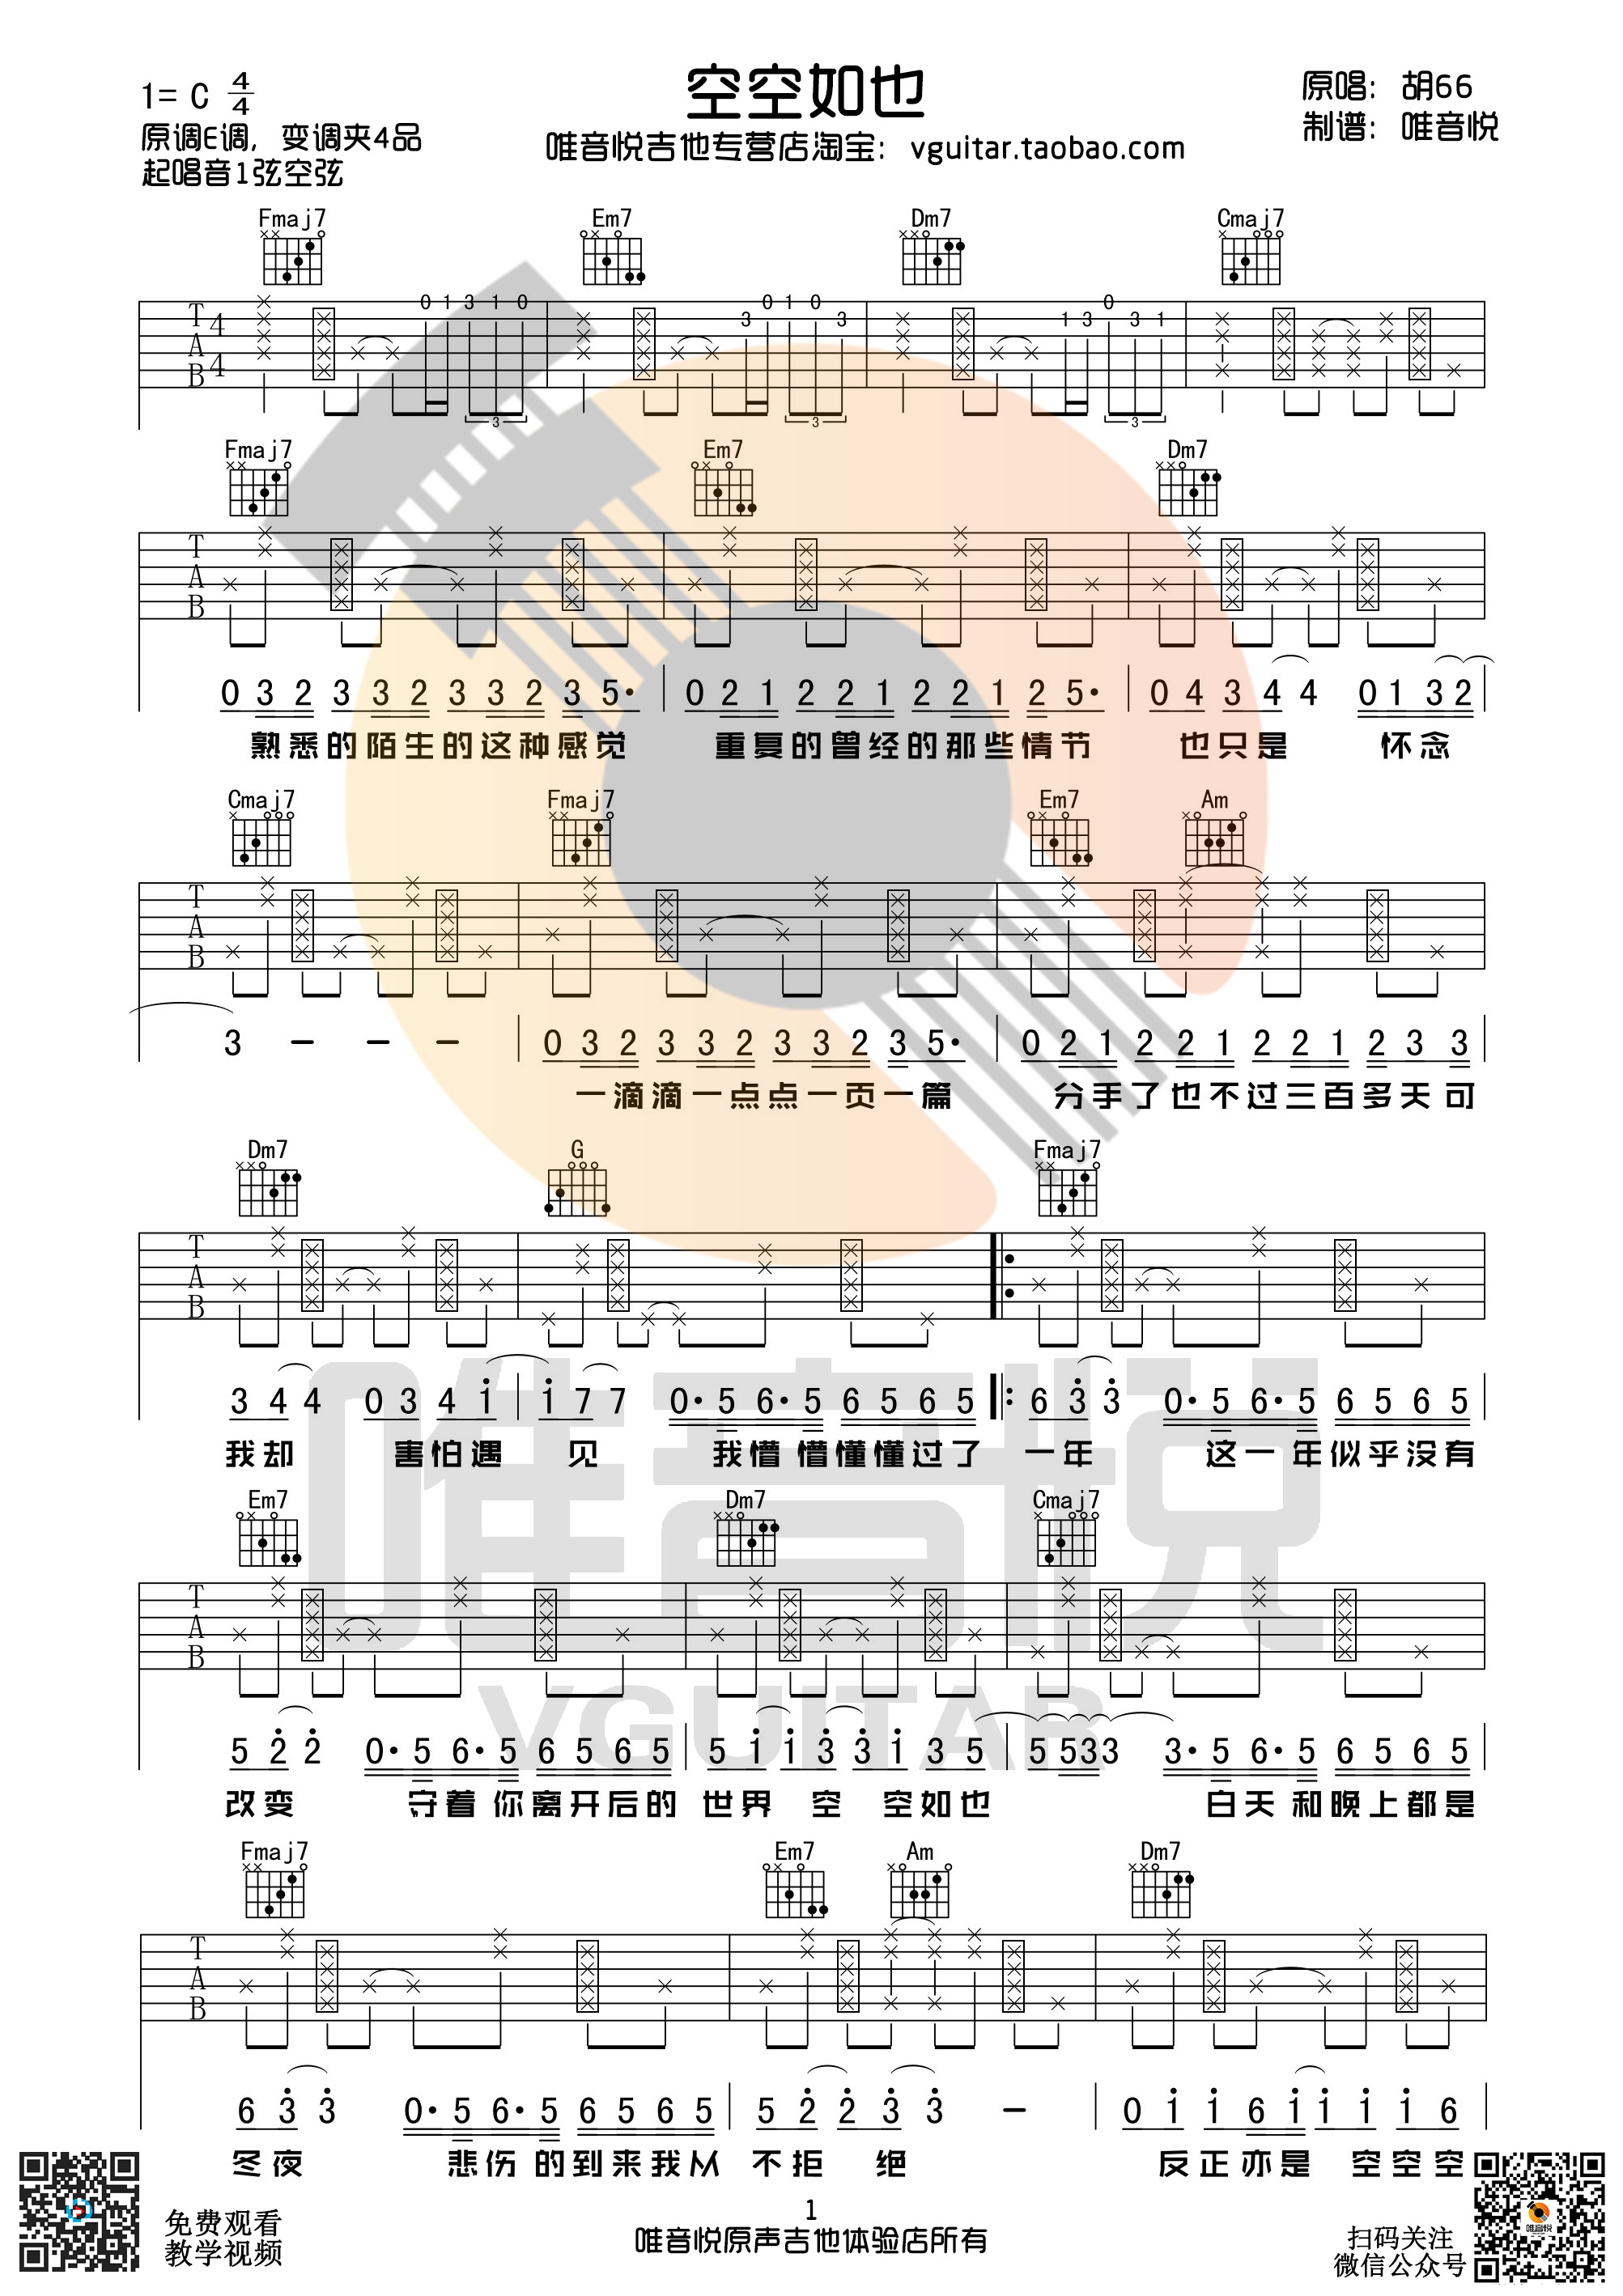 空空如也
1= C 4/4
原调E调，变调夹4品
起唱音1弦空弦
唯音悦吉他专营店淘宝：vguitar.taobao.com
原唱：胡66
制谱：唯音悦
Fmaj7 Em7 Dm7 Cmaj7
T A B 4 4 0 1 3 1 0 3 0 1 0 3 1 3 0 3 1
3 3 3
Fmaj7 Em7 Dm7
T A B
0 3 2 3 3 2 3 3 2 3 5· 0 2 1 2 2 1 2 2 1 2 5· 0 4 3 4 4 0 1 3 2
熟悉的陌生的这种感觉 重复的曾经的那些情节 也只是 怀念
Cmaj7 Fmaj7 Em7 Am
T A B
3 - - - 0 3 2 3 3 2 3 3 2 3 5· 0 2 1 2 2 1 2 2 1 2 3 3
一滴滴一点点一页一篇 分手了也不过三百多天可
Dm7 G Fmaj7
T A B
3 4 4 0 3 4 i i 7 7 0· 5 6· 5 6 5 6 5 6 3̇ 3̇ 0· 5 6· 5 6 5 6 5
我却 害怕遇 见 我懵 懵懂懂过了 一年 这一 年似乎没有
Em7 Dm7 Cmaj7
T A B
5 2̇ 2̇ 0· 5 6· 5 6 5 6 5 5 i i 3̇ 3̇ i 3 5 5 5 3 3 3· 5 6· 5 6 5 6 5
改变 守着 你离开后的 世界 空 空如也 白天 和晚上都是
Fmaj7 Em7 Am Dm7
T A B
6 3̇ 3̇ 0· 5 6· 5 6 5 6 5 5 2̇ 2̇ 3̇ 3̇ - 0 i i 6 i i i i 6
冬夜 悲伤 的到来我从 不拒 绝 反正亦是 空空空
唯音悦
VGUITAR
免费观看
教学视频
1
唯音悦原声吉他体验店所有
唯音悦
扫码关注
微信公众号